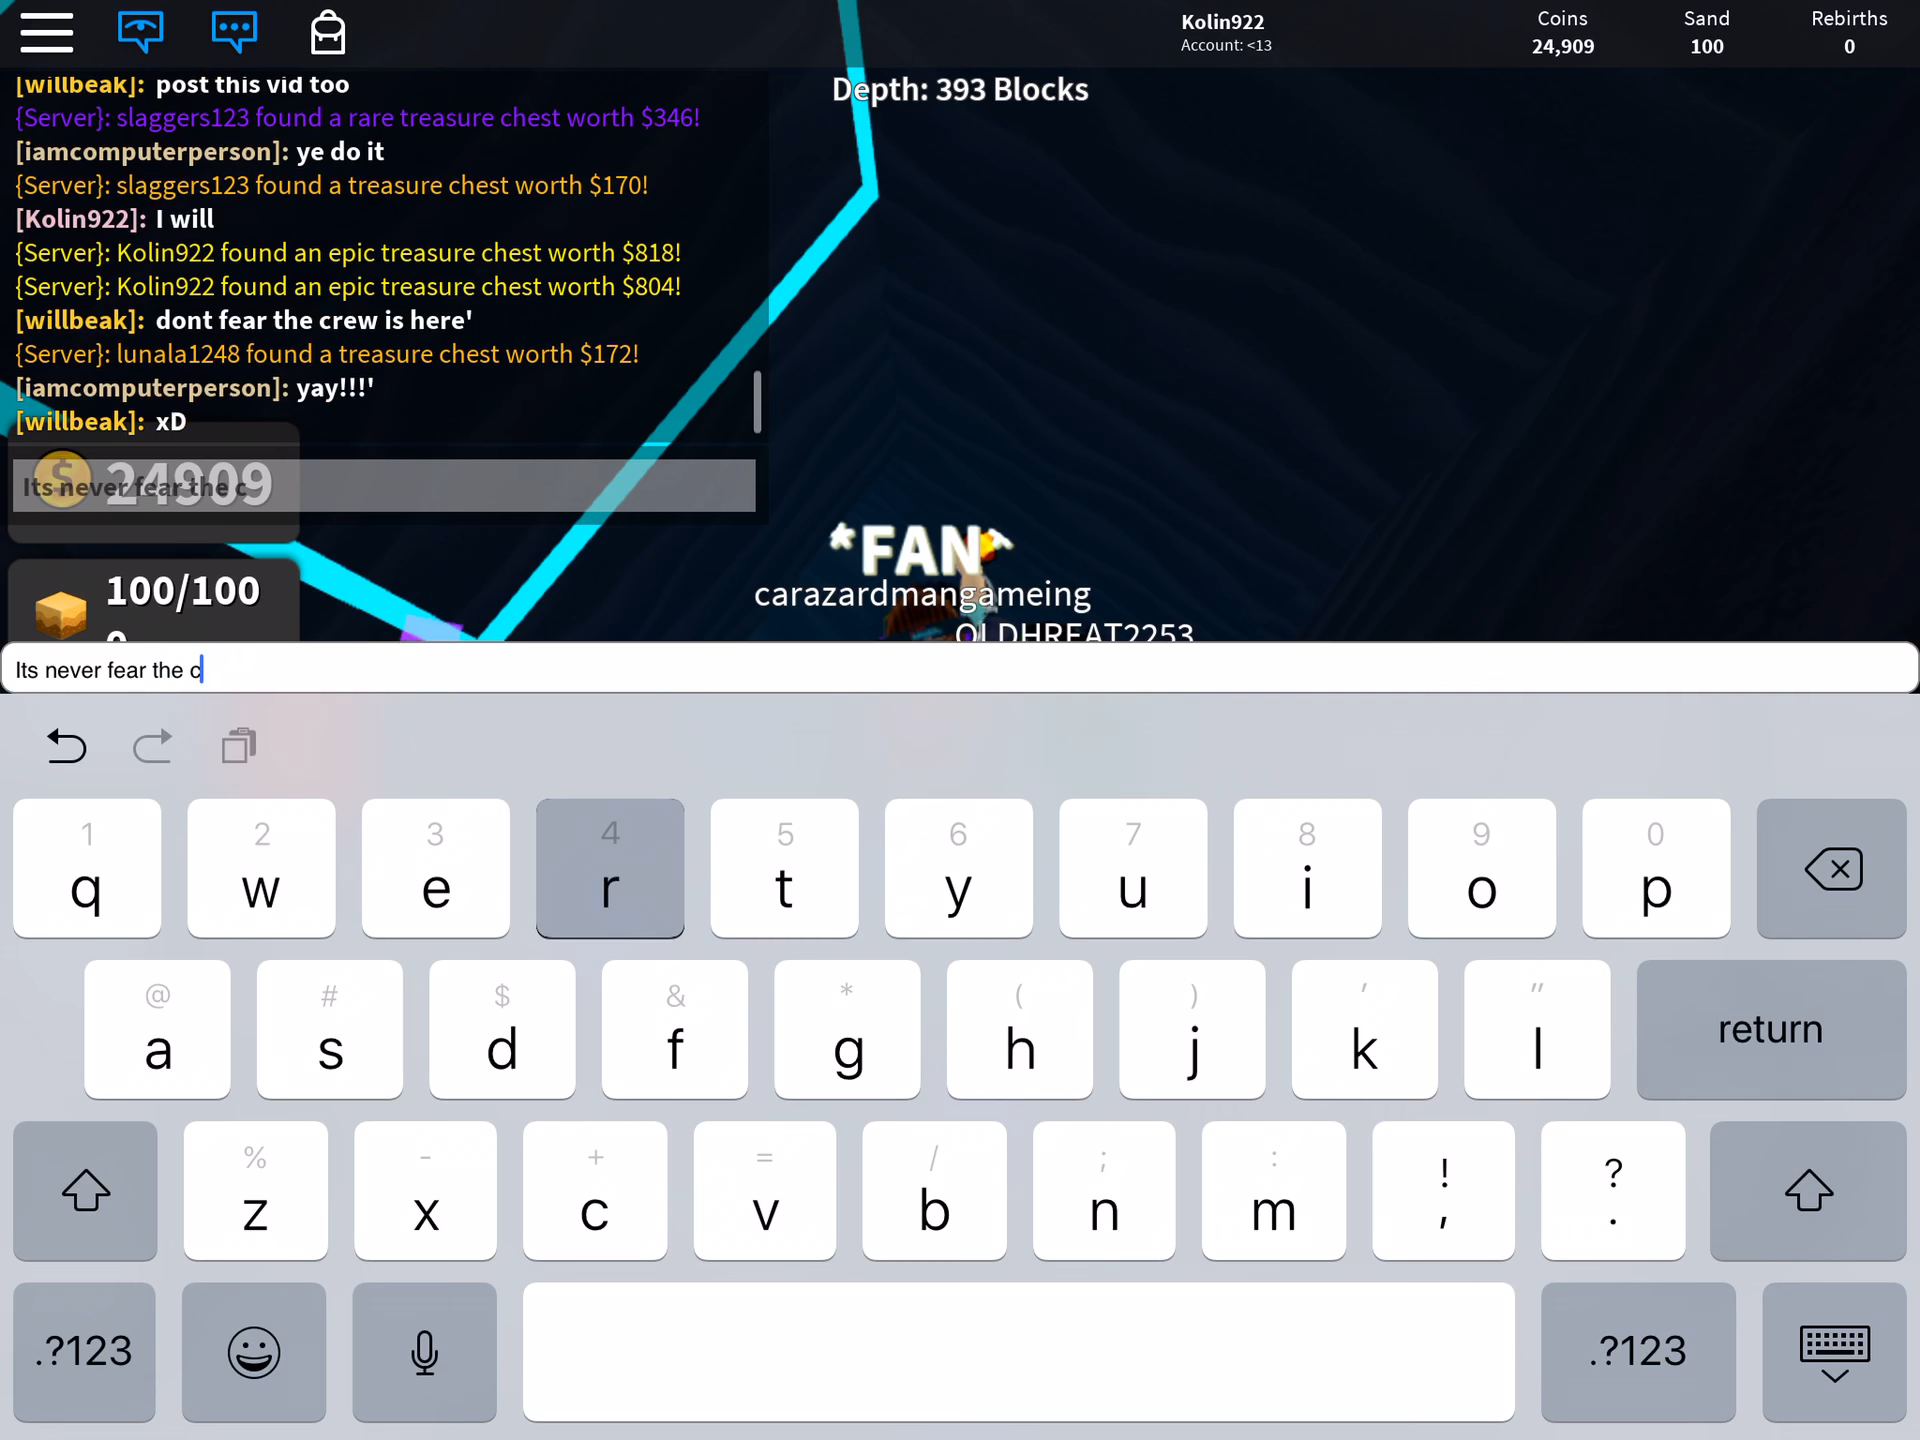 Kolin922
Account: <13
Coins
24,909
Sand
100
Rebirths
0
Depth: 393 Blocks
[willbeak]: post this vid too
{Server}: slaggers123 found a rare treasure chest worth $346!
[iamcomputerperson]: ye do it
{Server}: slaggers123 found a treasure chest worth $170!
[Kolin922]: I will
{Server}: Kolin922 found an epic treasure chest worth $818!
{Server}: Kolin922 found an epic treasure chest worth $804!
[willbeak]: dont fear the crew is here'
{Server}: lunala1248 found a treasure chest worth $172!
[iamcomputerperson]: yay!!!'
[willbeak]: xD
$ 24909
Its never fear the c
*FAN*
carazardmangameing
OLDHREAT2253
100/100
0
Its never fear the c
1 2 3 4 5 6 7 8 9 0
q w e r t y u i o p
@ # $ & * ( ) ' "
a s d f g h j k l return
% - + = / ; : ! ?
z x c v b n m , .
.?123 .?123